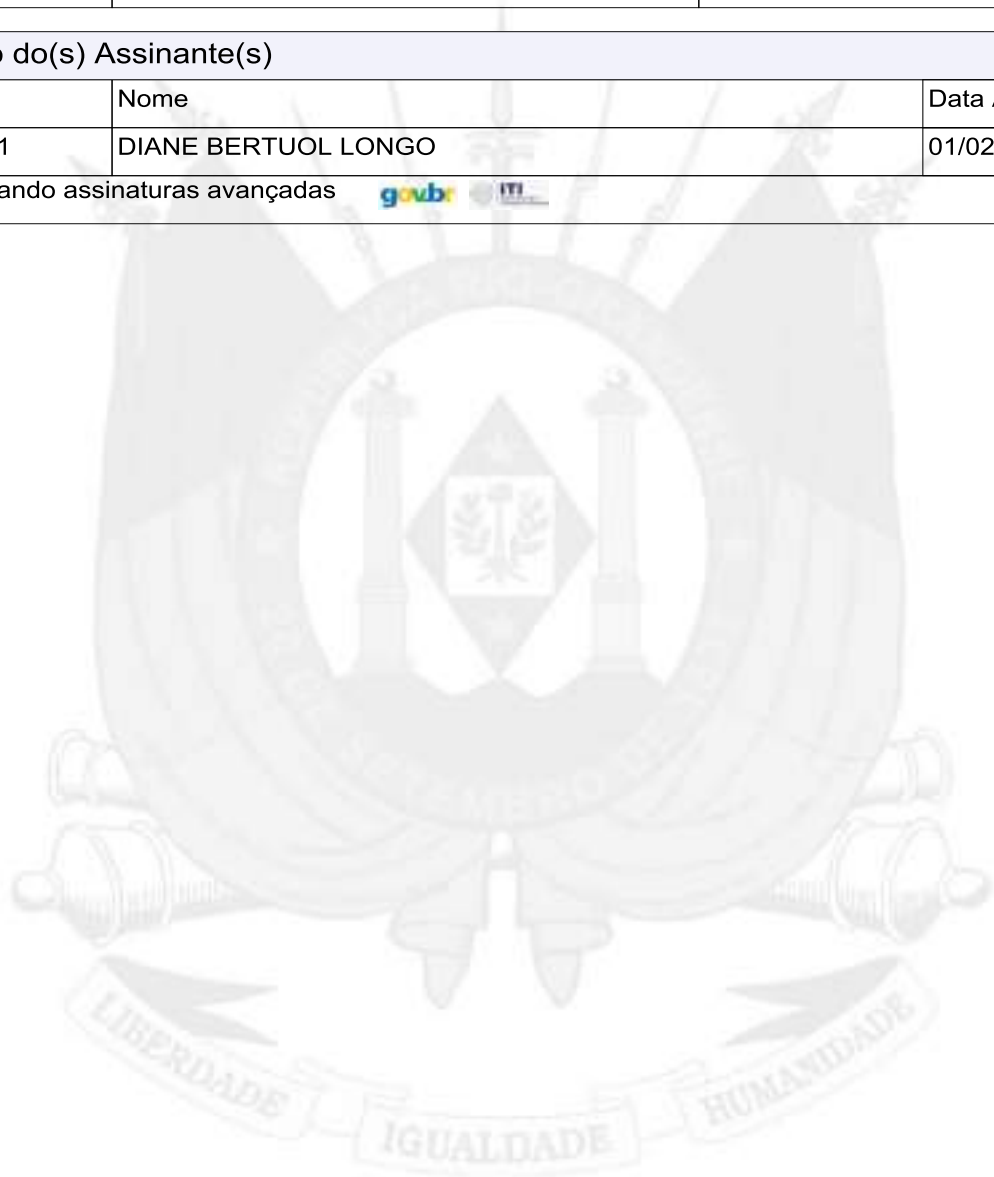 o do(s) Assinante(s)
Nome Data
1 DIANE BERTUOL LONGO 01/02
ando assinaturas avançadas gov.br ITI
LIBERDADE IGUALDADE HUMANIDADE